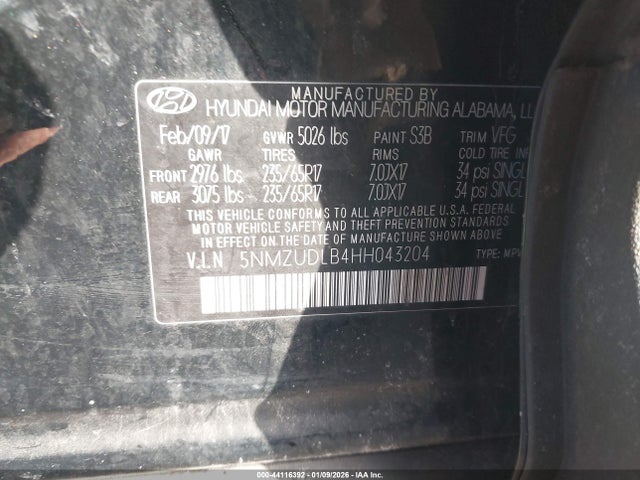 MANUFACTURED BY
HYUNDAI MOTOR MANUFACTURING ALABAMA, LL
Feb/09/17 GVWR 5026 lbs PAINT S3B TRIM VFG
GAWR TIRES RIMS COLD TIRE INF
FRONT 2976 lbs - 235/65R17 7.0JX17 34 psi SINGL
REAR 3075 lbs - 235/65R17 7.0JX17 34 psi SINGL
THIS VEHICLE CONFORMS TO ALL APPLICABLE U.S.A. FEDERAL
MOTOR VEHICLE SAFETY AND THEFT PREVENTION STANDARDS IN
EFFECT ON THE DATE OF MANUFACTURE SHOWN ABOVE.
V.I.N 5NMZUDLB4HH043204 TYPE: MPV
000-44116392 - 01/09/2026 - IAA Inc.